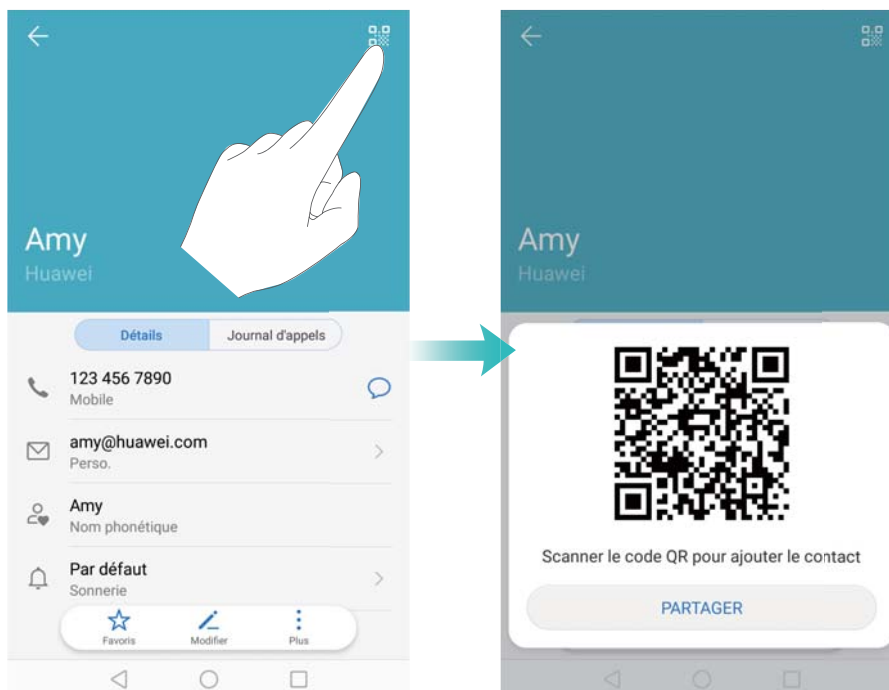 Amy
Huawei
Détails
Journal d'appels
123 456 7890
Mobile
amy@huawei.com
Perso.
Amy
Nom phonétique
Par défaut
Sonnerie
Favoris
Modifier
Plus
Amy
Huawei
Scanner le code QR pour ajouter le contact
PARTAGER